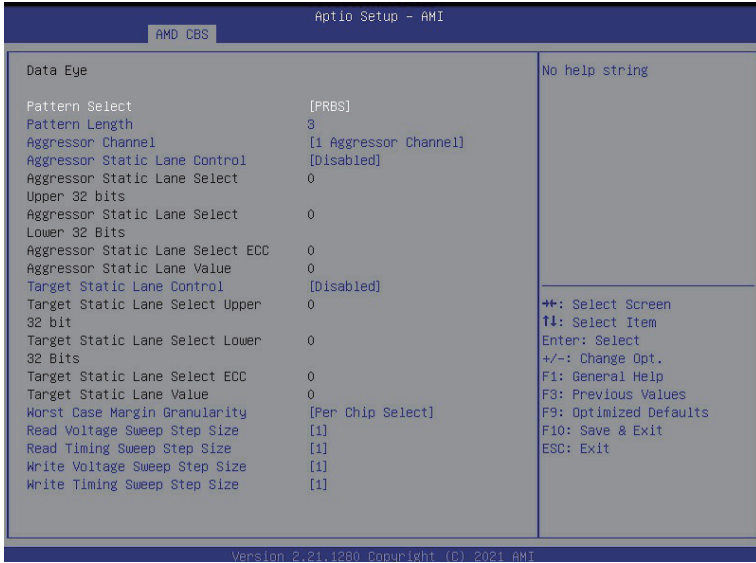 Aptio Setup - AMI
AMD CBS
Data Eye
Pattern Select [PRBS]
Pattern Length 3
Aggressor Channel [1 Aggressor Channel]
Aggressor Static Lane Control [Disabled]
Aggressor Static Lane Select 0
Upper 32 bits
Aggressor Static Lane Select 0
Lower 32 Bits
Aggressor Static Lane Select ECC 0
Aggressor Static Lane Value 0
Target Static Lane Control [Disabled]
Target Static Lane Select Upper 0
32 bit
Target Static Lane Select Lower 0
32 Bits
Target Static Lane Select ECC 0
Target Static Lane Value 0
Worst Case Margin Granularity [Per Chip Select]
Read Voltage Sweep Step Size [1]
Read Timing Sweep Step Size [1]
Write Voltage Sweep Step Size [1]
Write Timing Sweep Step Size [1]
No help string
→←: Select Screen
↑↓: Select Item
Enter: Select
+/-: Change Opt.
F1: General Help
F3: Previous Values
F9: Optimized Defaults
F10: Save & Exit
ESC: Exit
Version 2.21.1280 Copyright (C) 2021 AMI